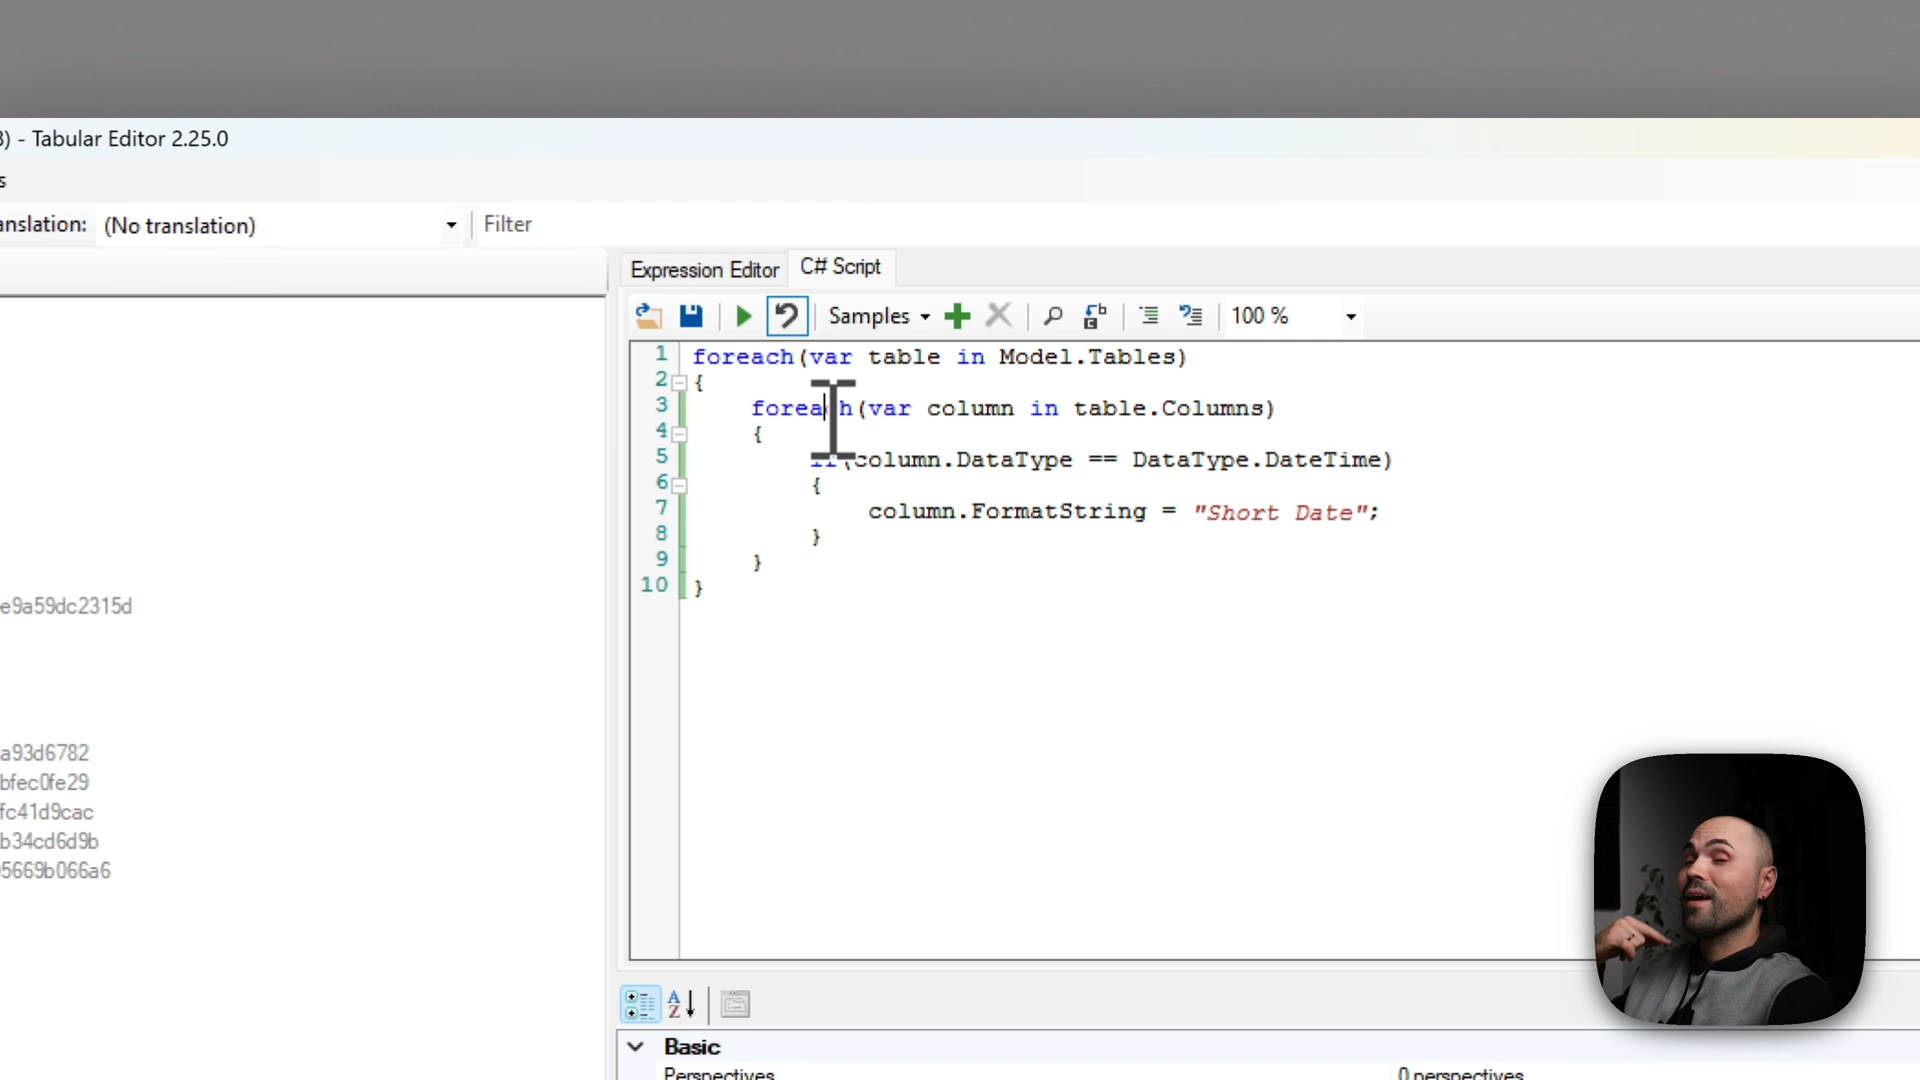 3) - Tabular Editor 2.25.0
s
anslation: (No translation) Filter
Expression Editor C# Script
Samples 100 %
1 foreach(var table in Model.Tables)
2 {
3 foreach(var column in table.Columns)
4 {
5 if(column.DataType == DataType.DateTime)
6 {
7 column.FormatString = "Short Date";
8 }
9 }
10 }
e9a59dc2315d
a93d6782
bfec0fe29
fc41d9cac
b34cd6d9b
5669b066a6
Basic
Perspectives 0 perspectives